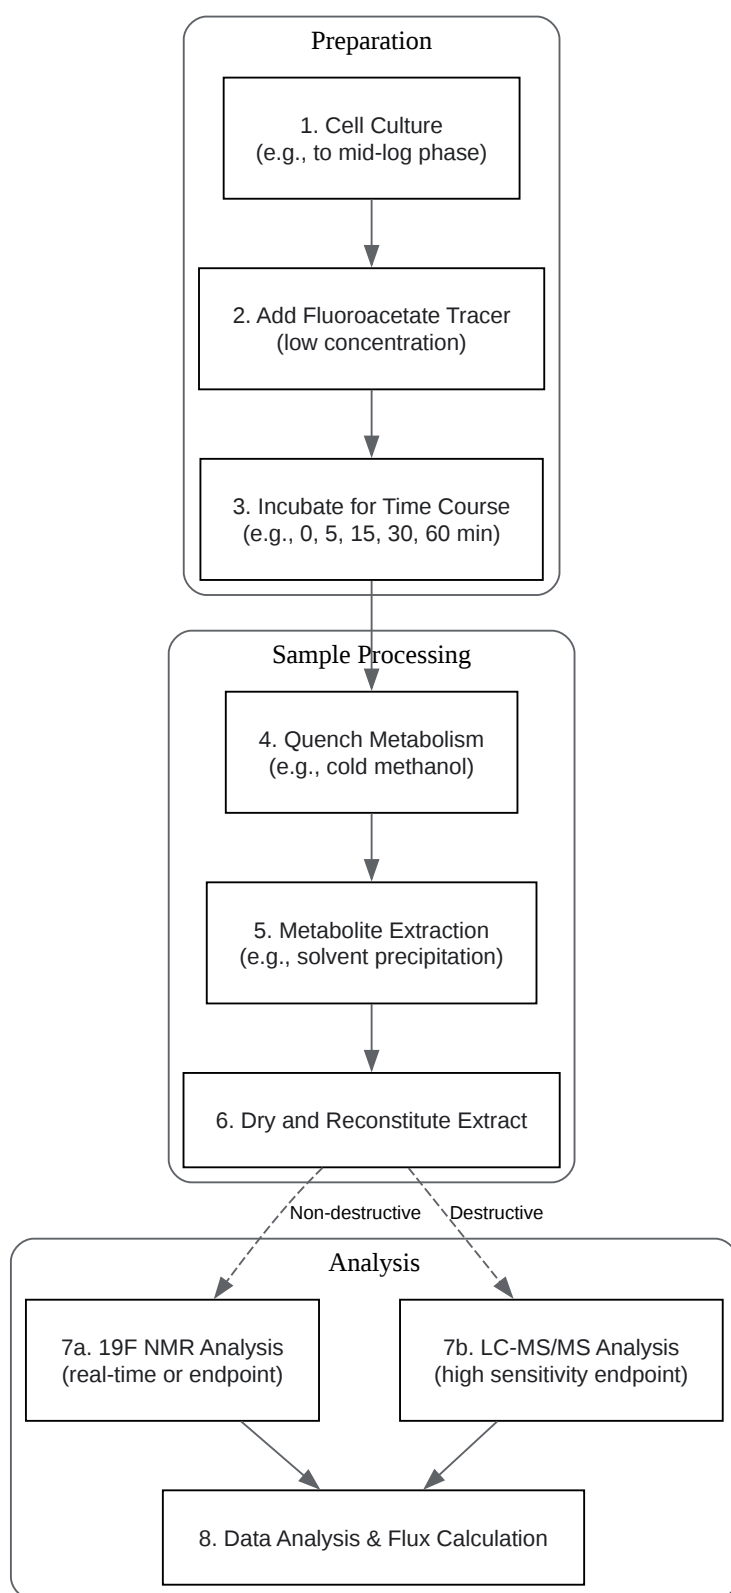 Preparation
1. Cell Culture
(e.g., to mid-log phase)
2. Add Fluoroacetate Tracer
(low concentration)
3. Incubate for Time Course
(e.g., 0, 5, 15, 30, 60 min)
Sample Processing
4. Quench Metabolism
(e.g., cold methanol)
5. Metabolite Extraction
(e.g., solvent precipitation)
6. Dry and Reconstitute Extract
Non-destructive
Destructive
Analysis
7a. 19F NMR Analysis
(real-time or endpoint)
7b. LC-MS/MS Analysis
(high sensitivity endpoint)
8. Data Analysis & Flux Calculation